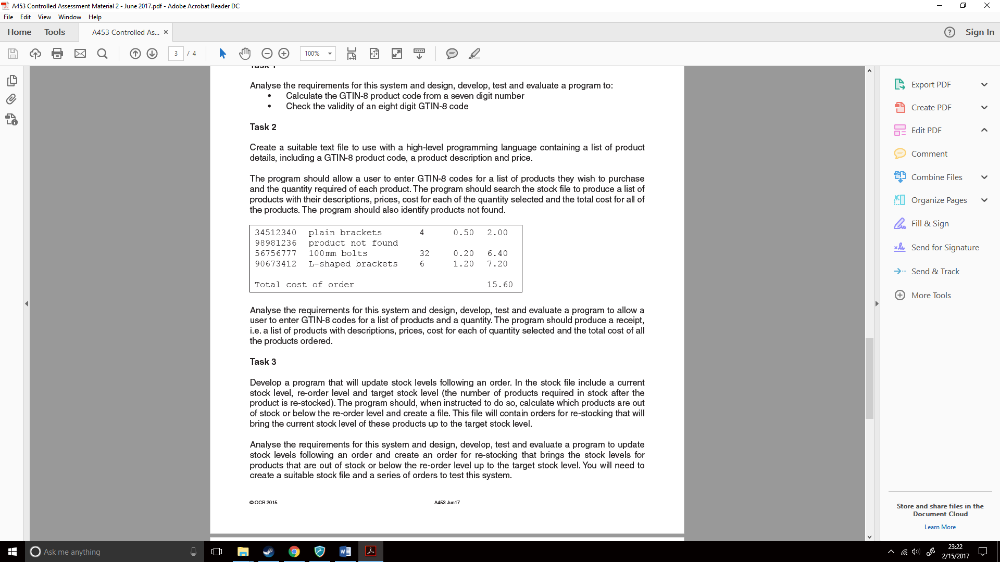 A453 Controlled Assessment Material 2 - June 2017.pdf - Adobe Acrobat Reader DC
File Edit View Window Help
Home Tools A453 Controlled As... × Sign In
3 / 4 100%
Task 1
Analyse the requirements for this system and design, develop, test and evaluate a program to:
• Calculate the GTIN-8 product code from a seven digit number
• Check the validity of an eight digit GTIN-8 code
Task 2
Create a suitable text file to use with a high-level programming language containing a list of product
details, including a GTIN-8 product code, a product description and price.
The program should allow a user to enter GTIN-8 codes for a list of products they wish to purchase
and the quantity required of each product. The program should search the stock file to produce a list of
products with their descriptions, prices, cost for each of the quantity selected and the total cost for all of
the products. The program should also identify products not found.
34512340 plain brackets 4 0.50 2.00
98981236 product not found
56756777 100mm bolts 32 0.20 6.40
90673412 L-shaped brackets 6 1.20 7.20
Total cost of order 15.60
Analyse the requirements for this system and design, develop, test and evaluate a program to allow a
user to enter GTIN-8 codes for a list of products and a quantity. The program should produce a receipt,
i.e. a list of products with descriptions, prices, cost for each of quantity selected and the total cost of all
the products ordered.
Task 3
Develop a program that will update stock levels following an order. In the stock file include a current
stock level, re-order level and target stock level (the number of products required in stock after the
product is re-stocked). The program should, when instructed to do so, calculate which products are out
of stock or below the re-order level and create a file. This file will contain orders for re-stocking that will
bring the current stock level of these products up to the target stock level.
Analyse the requirements for this system and design, develop, test and evaluate a program to update
stock levels following an order and create an order for re-stocking that brings the stock levels for
products that are out of stock or below the re-order level up to the target stock level. You will need to
create a suitable stock file and a series of orders to test this system.
© OCR 2015 A453 Jun17
Export PDF
Create PDF
Edit PDF
Comment
Combine Files
Organize Pages
Fill & Sign
Send for Signature
Send & Track
More Tools
Store and share files in the
Document Cloud
Learn More
Ask me anything
23:22
2/15/2017